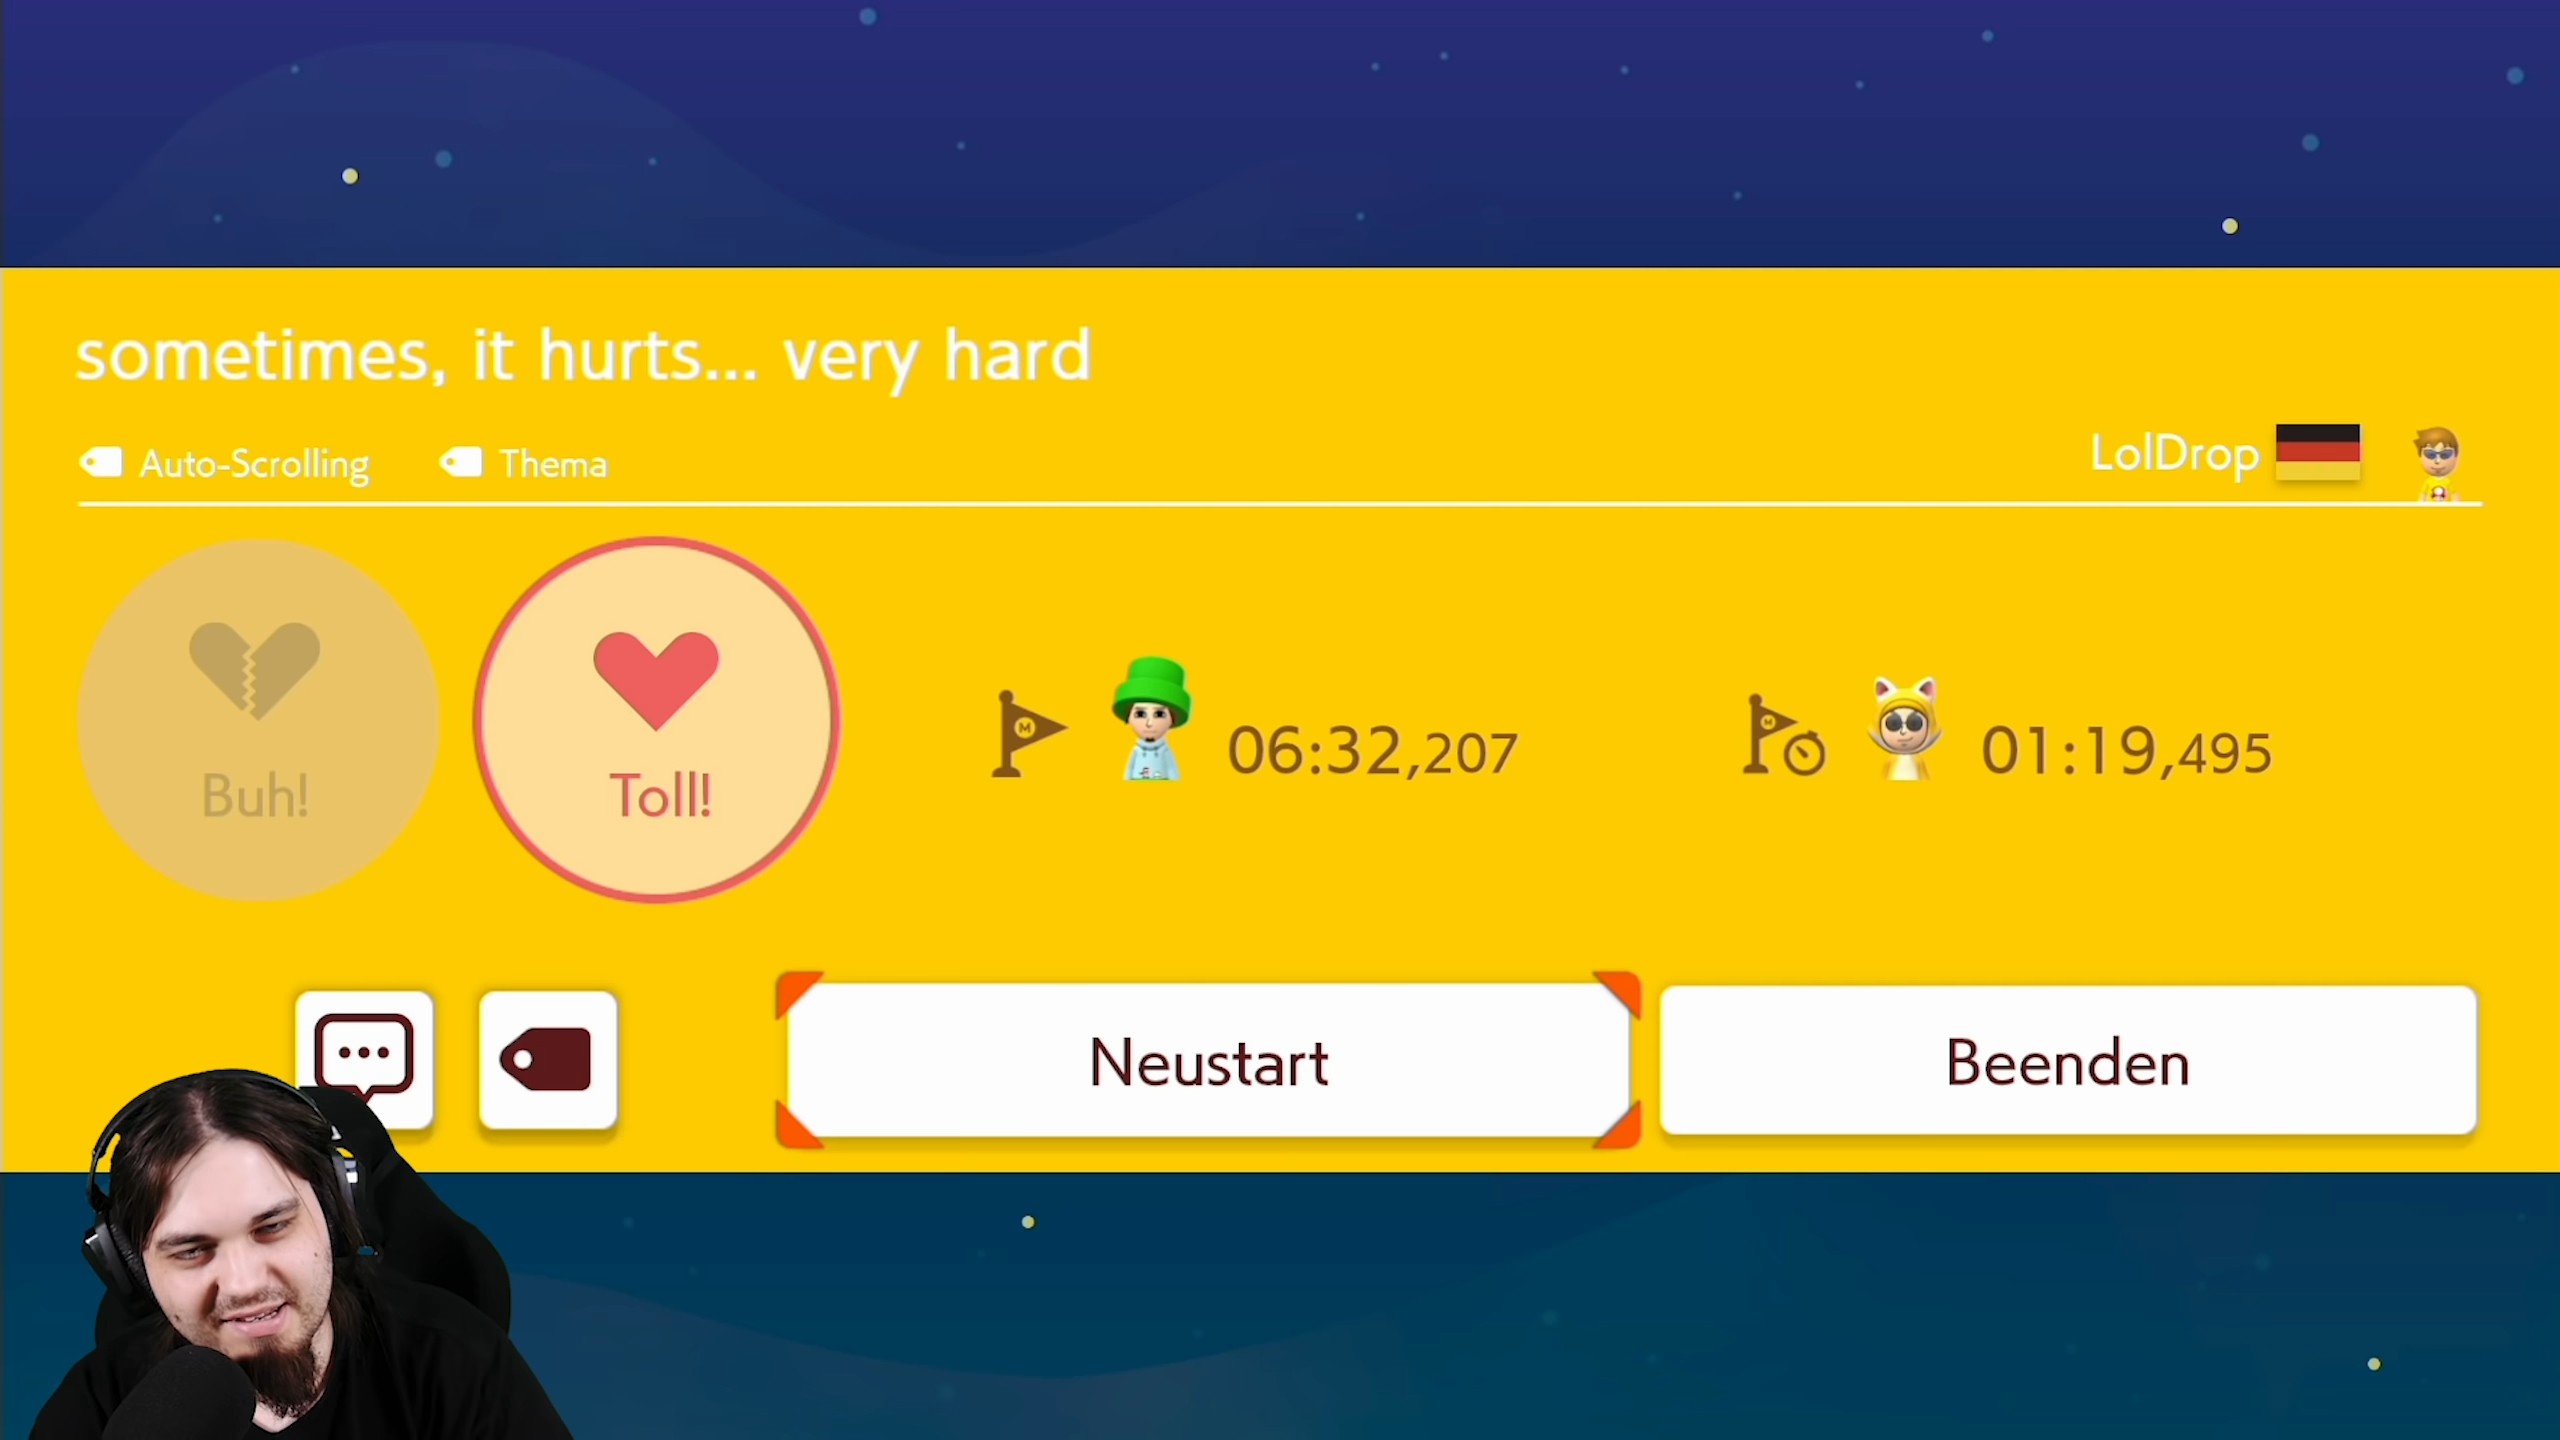 sometimes, it hurts... very hard
Auto-Scrolling Thema
LolDrop
Buh!
Toll!
M 06:32,207
M 01:19,495
Neustart
Beenden